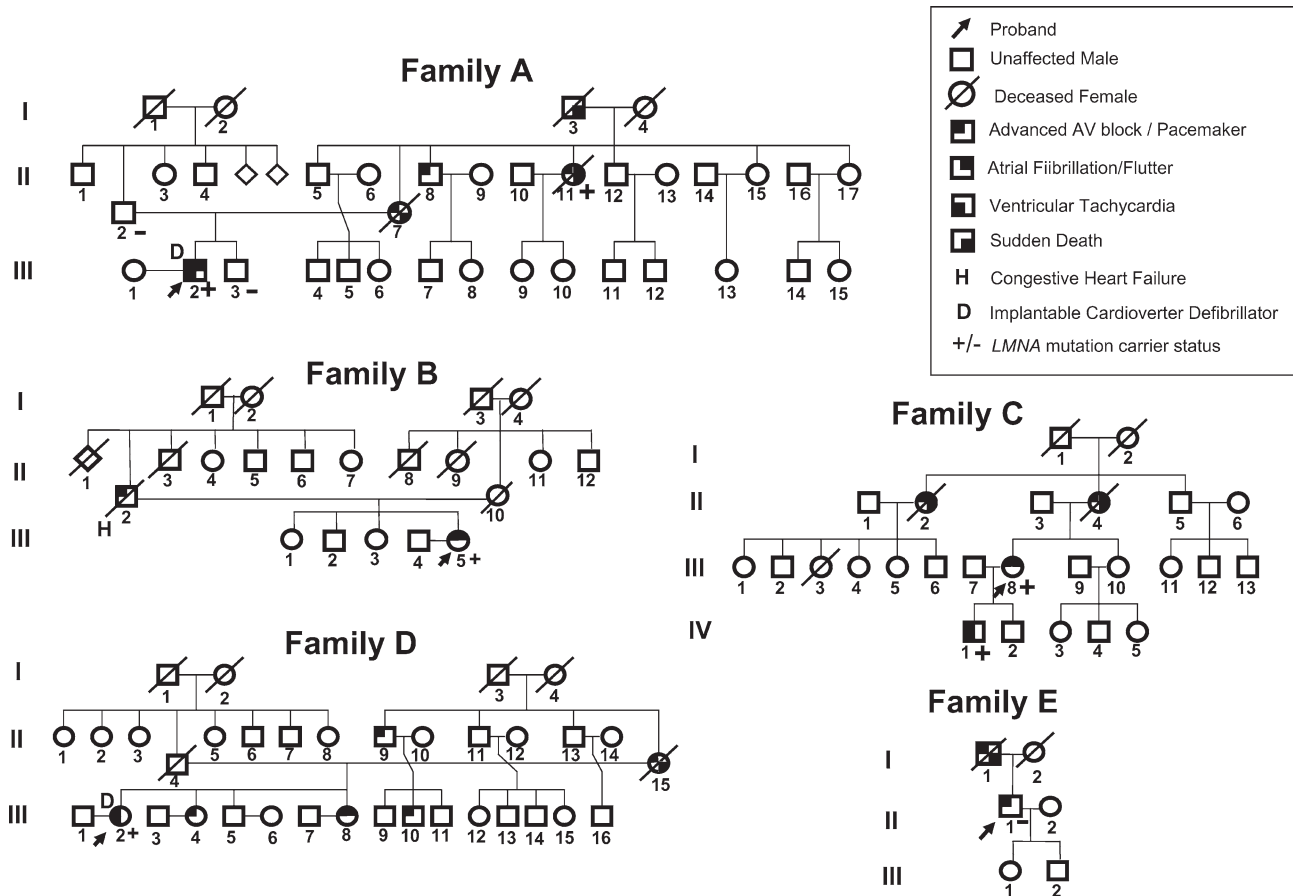 Family A
I
1 2 3 4
II
1 3 4 5 6 8 9 10 11 + 12 13 14 15 16 17
2 - 7
D
III
1 2 + 3 - 4 5 6 7 8 9 10 11 12 13 14 15
Proband
Unaffected Male
Deceased Female
Advanced AV block / Pacemaker
Atrial Fiibrillation/Flutter
Ventricular Tachycardia
Sudden Death
H Congestive Heart Failure
D Implantable Cardioverter Defibrillator
+/- LMNA mutation carrier status
Family B
I
1 2 3 4
II
1 3 4 5 6 7 8 9 11 12
H 2 10
III
1 2 3 4 5 +
Family C
I
1 2
II
1 2 3 4 5 6
III
1 2 3 4 5 6 7 8 + 9 10 11 12 13
IV
1 + 2 3 4 5
Family D
I
1 2 3 4
II
1 2 3 5 6 7 8 9 10 11 12 13 14
4 15
D
III
1 2 + 3 4 5 6 7 8 9 10 11 12 13 14 15 16
Family E
I
1 2
II
1 - 2
III
1 2